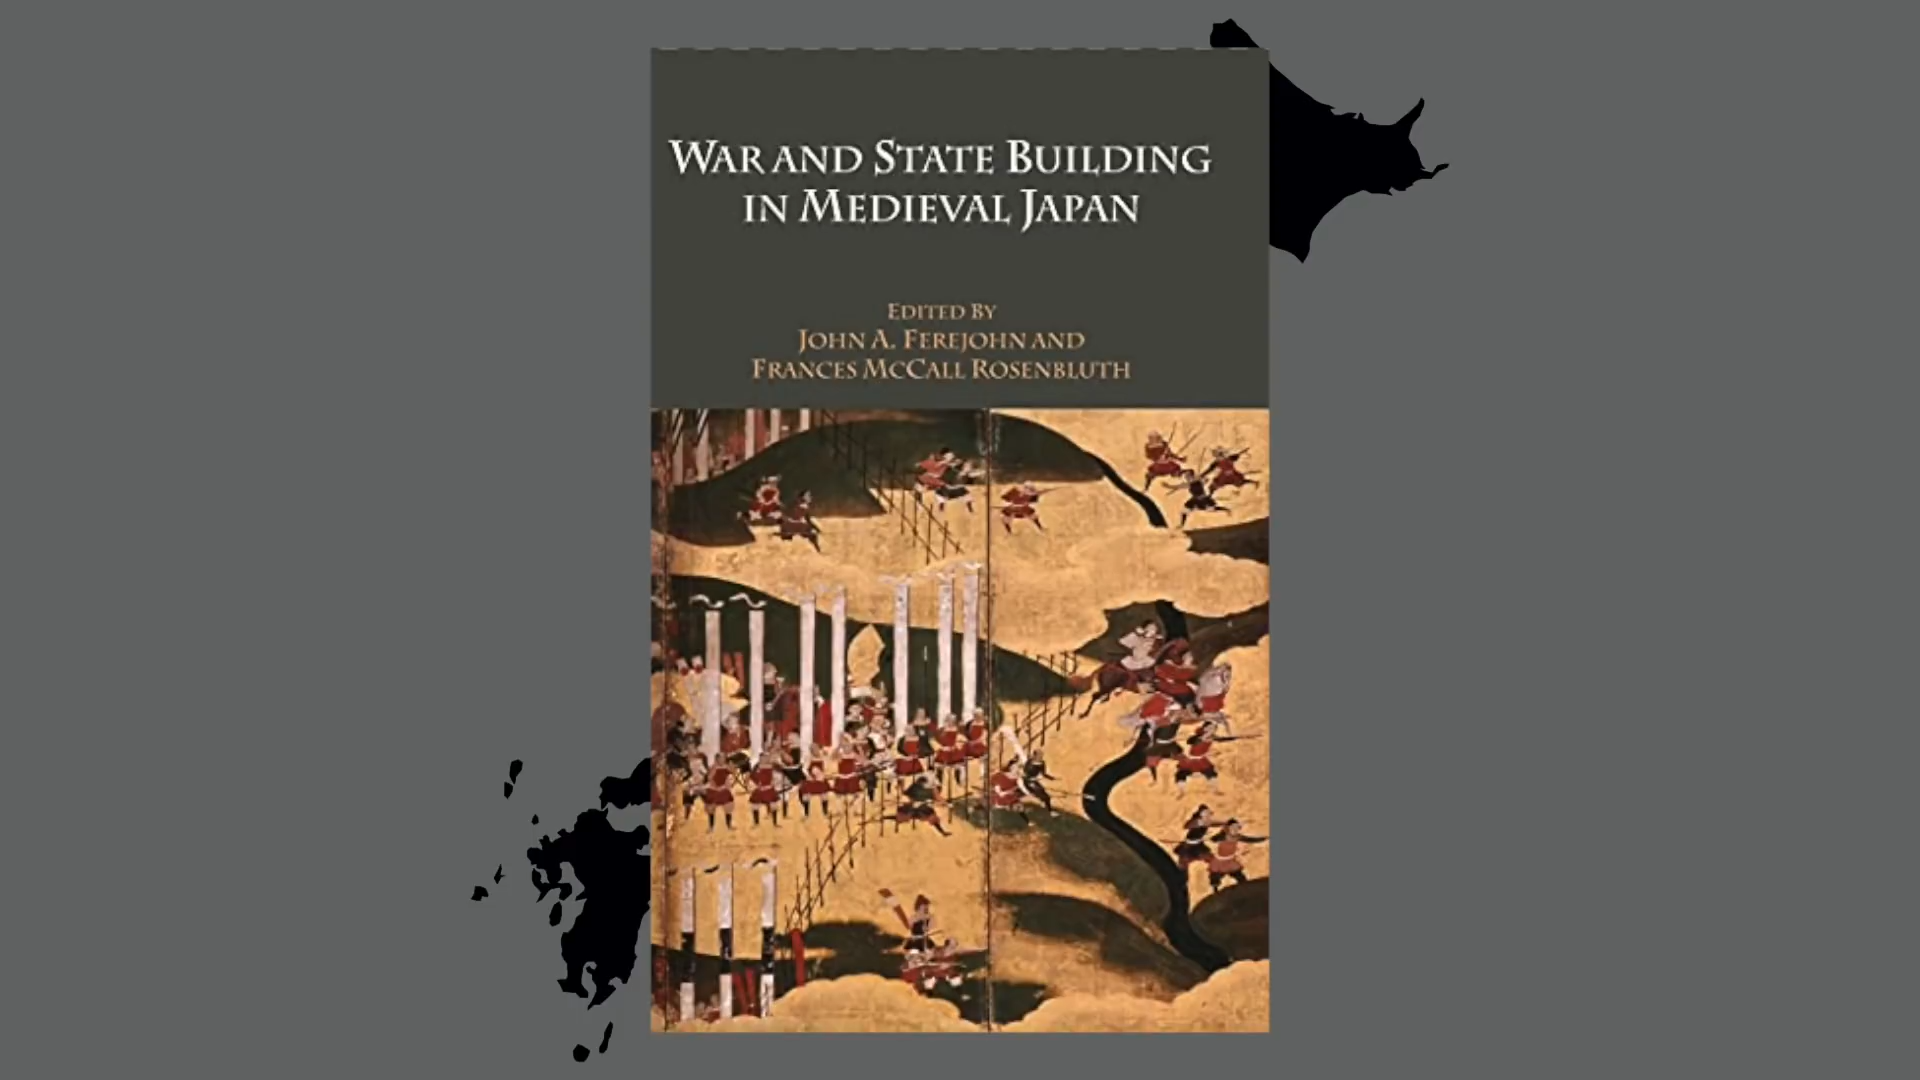 War and State Building
in Medieval Japan
Edited By
John A. Ferejohn and
Frances McCall Rosenbluth